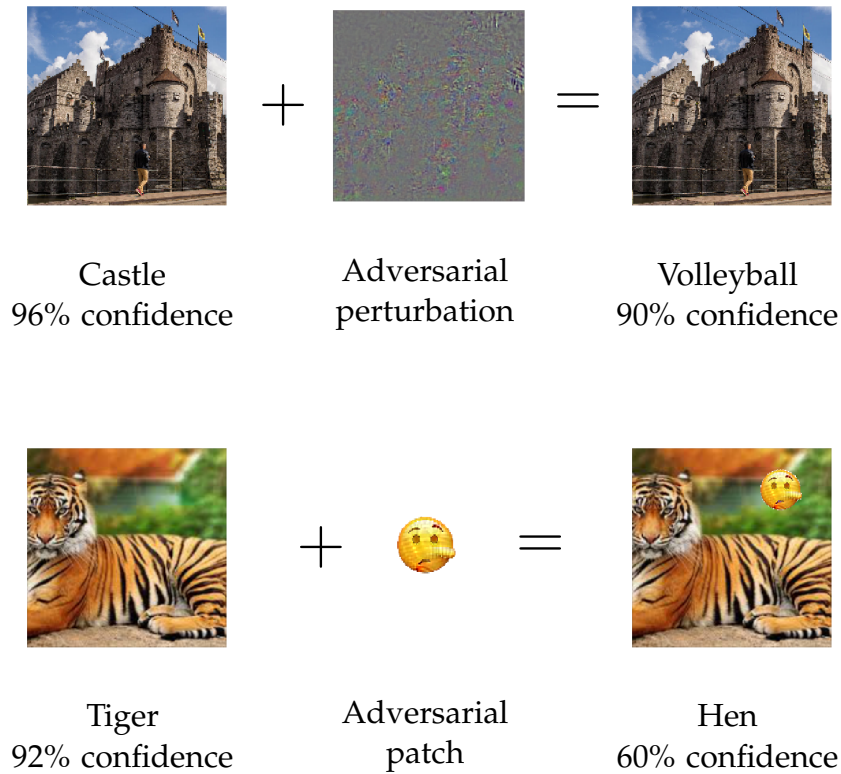 +
=
Castle
96% confidence
Adversarial
perturbation
Volleyball
90% confidence
+
=
Tiger
92% confidence
Adversarial
patch
Hen
60% confidence